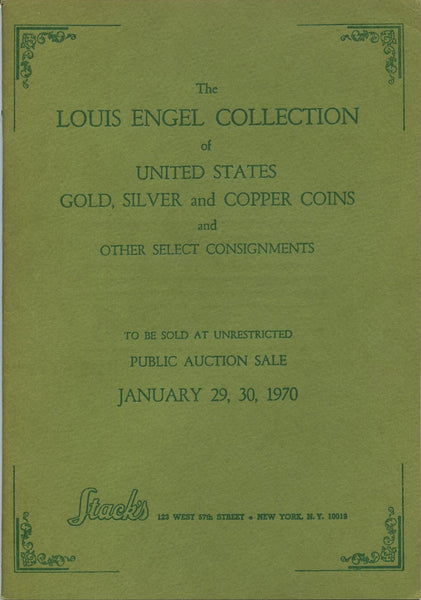 The
LOUIS ENGEL COLLECTION
of
UNITED STATES
GOLD, SILVER and COPPER COINS
and
OTHER SELECT CONSIGNMENTS
TO BE SOLD AT UNRESTRICTED
PUBLIC AUCTION SALE
JANUARY 29, 30, 1970
Stack's 123 WEST 57th STREET • NEW YORK, N. Y. 10019